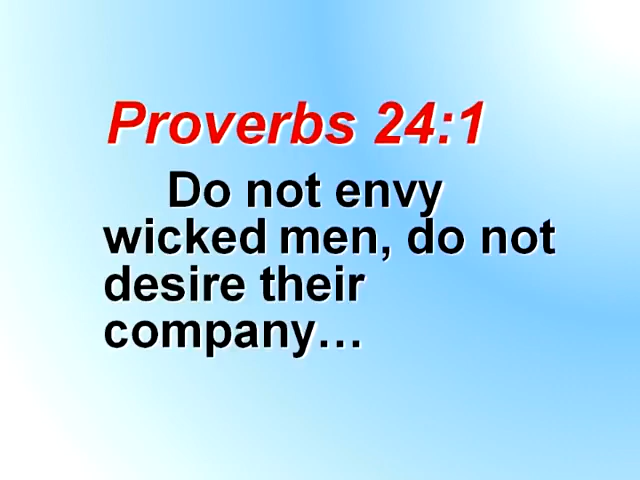 Proverbs 24:1
Do not envy
wicked men, do not
desire their
company…